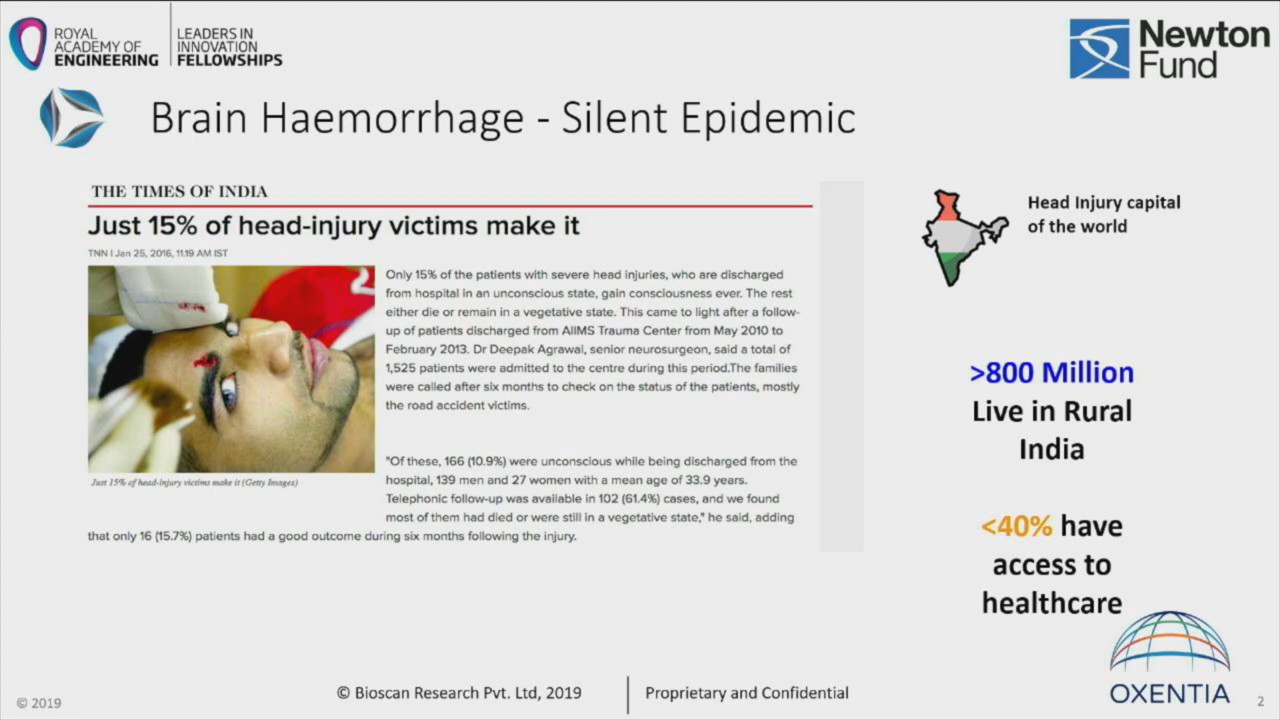 ROYAL
ACADEMY OF
ENGINEERING
LEADERS IN
INNOVATION
FELLOWSHIPS
Newton
Fund
Brain Haemorrhage - Silent Epidemic
THE TIMES OF INDIA
Just 15% of head-injury victims make it
TNN | Jan 25, 2016, 11:19 AM IST
Only 15% of the patients with severe head injuries, who are discharged
from hospital in an unconscious state, gain consciousness ever. The rest
either die or remain in a vegetative state. This came to light after a follow-
up of patients discharged from AIIMS Trauma Center from May 2010 to
February 2013. Dr Deepak Agrawal, senior neurosurgeon, said a total of
1,525 patients were admitted to the centre during this period.The families
were called after six months to check on the status of the patients, mostly
the road accident victims.
Just 15% of head-injury victims make it (Getty Images)
"Of these, 166 (10.9%) were unconscious while being discharged from the
hospital, 139 men and 27 women with a mean age of 33.9 years.
Telephonic follow-up was available in 102 (61.4%) cases, and we found
most of them had died or were still in a vegetative state," he said, adding
that only 16 (15.7%) patients had a good outcome during six months following the injury.
Head Injury capital
of the world
>800 Million
Live in Rural
India
<40% have
access to
healthcare
OXENTIA
© 2019
© Bioscan Research Pvt. Ltd, 2019
Proprietary and Confidential
2